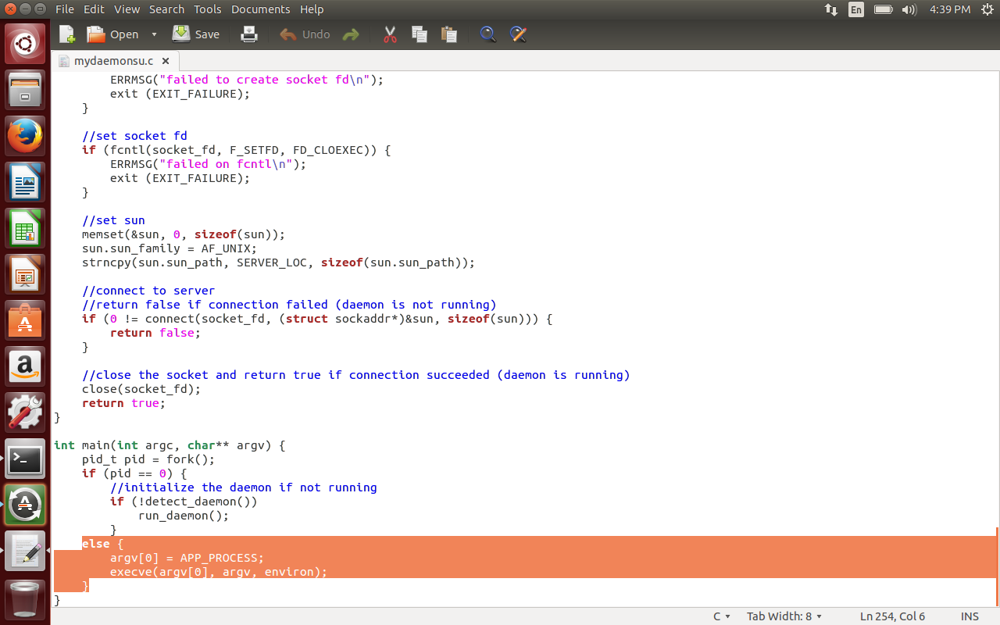 File Edit View Search Tools Documents Help
En 4:39 PM
Open Save Undo
mydaemonsu.c
        ERRMSG("failed to create socket fd\n");
        exit (EXIT_FAILURE);
    }

    //set socket fd
    if (fcntl(socket_fd, F_SETFD, FD_CLOEXEC)) {
        ERRMSG("failed on fcntl\n");
        exit (EXIT_FAILURE);
    }

    //set sun
    memset(&sun, 0, sizeof(sun));
    sun.sun_family = AF_UNIX;
    strncpy(sun.sun_path, SERVER_LOC, sizeof(sun.sun_path));

    //connect to server
    //return false if connection failed (daemon is not running)
    if (0 != connect(socket_fd, (struct sockaddr*)&sun, sizeof(sun))) {
        return false;
    }

    //close the socket and return true if connection succeeded (daemon is running)
    close(socket_fd);
    return true;
}

int main(int argc, char** argv) {
    pid_t pid = fork();
    if (pid == 0) {
        //initialize the daemon if not running
        if (!detect_daemon())
            run_daemon();
        }
    else {
        argv[0] = APP_PROCESS;
        execve(argv[0], argv, environ);
    }
}
C Tab Width: 8 Ln 254, Col 6 INS